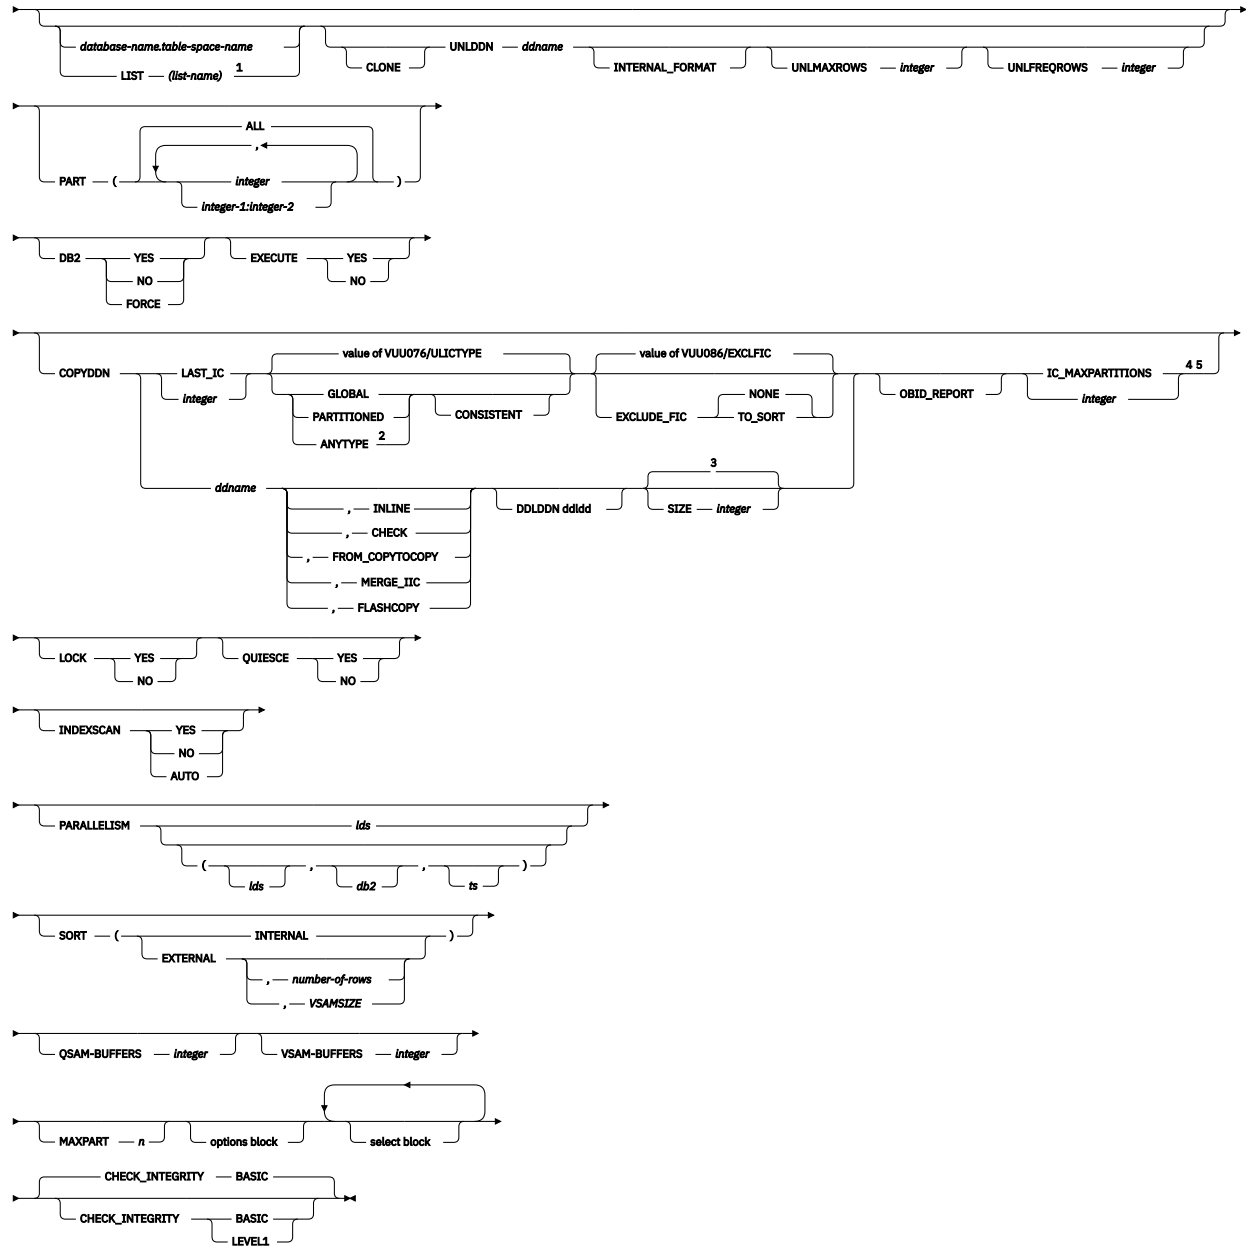 database-name.table-space-name
LIST (list-name) 1
CLONE
UNLDDN ddname
INTERNAL_FORMAT
UNLMAXROWS integer
UNLFREQROWS integer
PART ( ALL
,
integer
integer-1:integer-2
)
DB2 YES
NO
FORCE
EXECUTE YES
NO
COPYDDN LAST_IC
integer
value of VUU076/ULICTYPE
GLOBAL
PARTITIONED
ANYTYPE 2
CONSISTENT
value of VUU086/EXCLFIC
EXCLUDE_FIC NONE
TO_SORT
OBID_REPORT
IC_MAXPARTITIONS
integer
4 5
ddname
, INLINE
, CHECK
, FROM_COPYTOCOPY
, MERGE_IIC
, FLASHCOPY
DDLDDN ddldd
3
SIZE integer
LOCK YES
NO
QUIESCE YES
NO
INDEXSCAN YES
NO
AUTO
PARALLELISM lds
( lds , db2 , ts )
SORT ( INTERNAL )
EXTERNAL
, number-of-rows
, VSAMSIZE
QSAM-BUFFERS integer
VSAM-BUFFERS integer
MAXPART n
options block
select block
CHECK_INTEGRITY BASIC
CHECK_INTEGRITY BASIC
LEVEL1